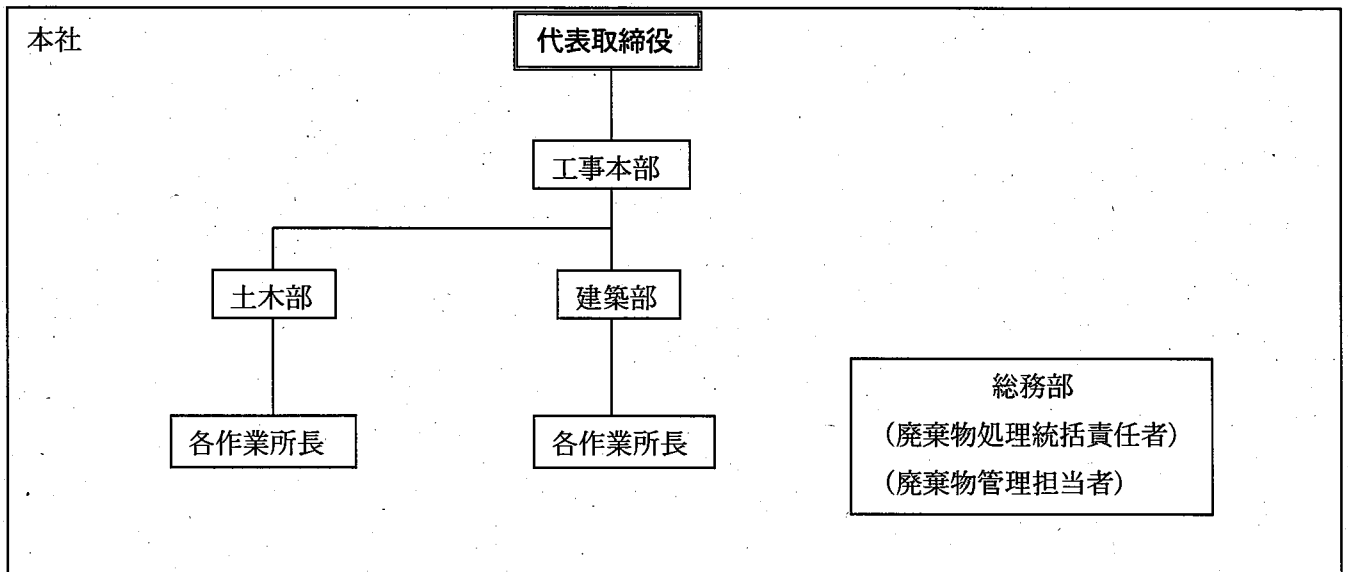 本社
代表取締役
工事本部
土木部
建築部
各作業所長
各作業所長
総務部
(廃棄物処理統括責任者)
(廃棄物管理担当者)